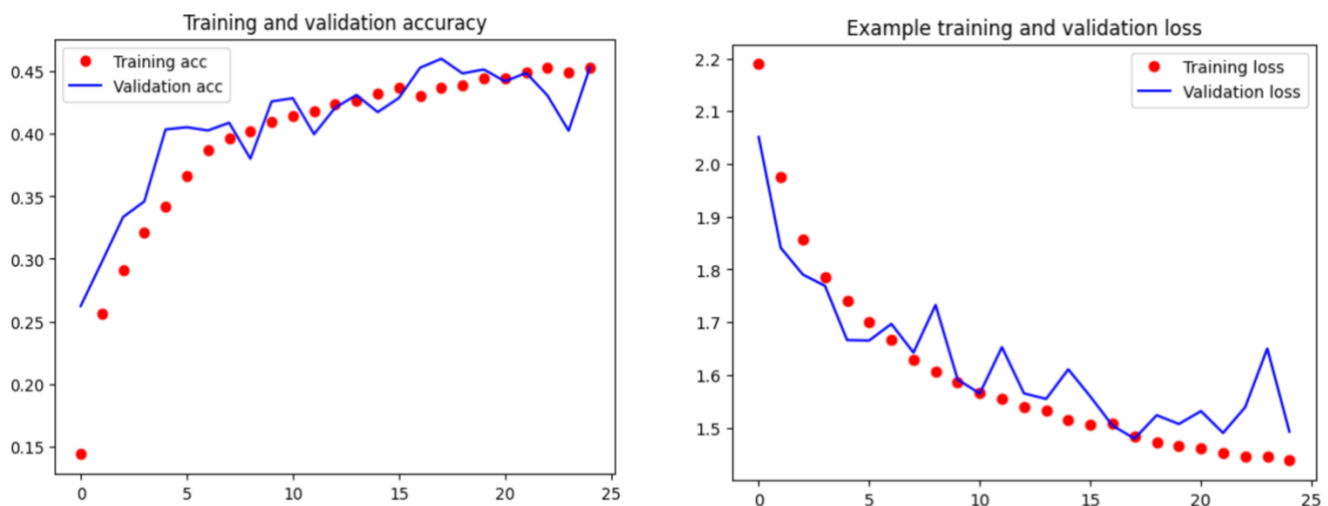 Training and validation accuracy
Training acc
Validation acc
0.45
0.40
0.35
0.30
0.25
0.20
0.15
0 5 10 15 20 25
Example training and validation loss
Training loss
Validation loss
2.2
2.1
2.0
1.9
1.8
1.7
1.6
1.5
0 5 10 15 20 25